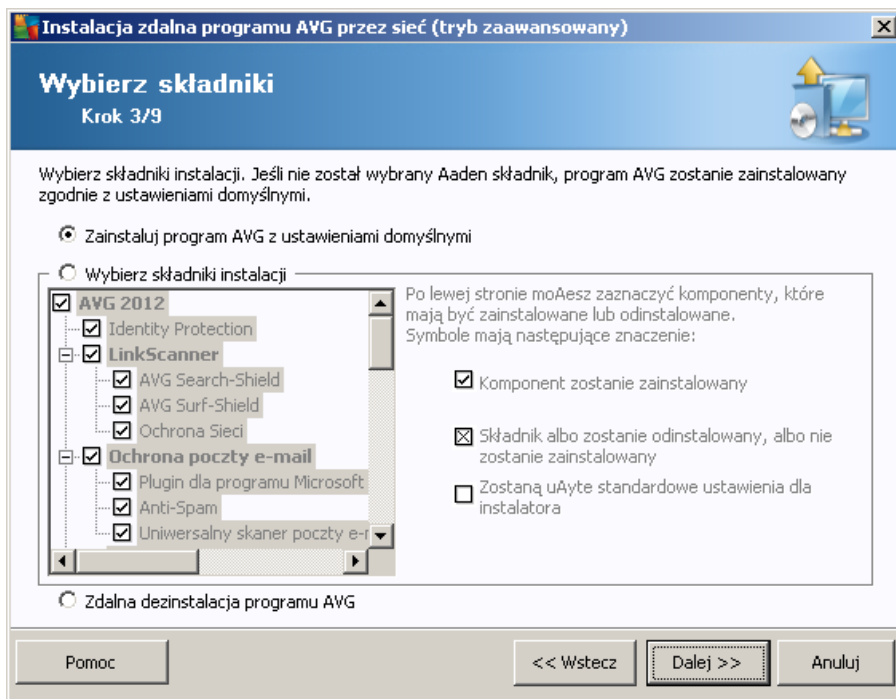 Instalacja zdalna programu AVG przez sieć (tryb zaawansowany)
Wybierz składniki
Krok 3/9
Wybierz składniki instalacji. Jeśli nie został wybrany Aaden składnik, program AVG zostanie zainstalowany
zgodnie z ustawieniami domyślnymi.
Zainstaluj program AVG z ustawieniami domyślnymi
Wybierz składniki instalacji
AVG 2012
Identity Protection
LinkScanner
AVG Search-Shield
AVG Surf-Shield
Ochrona Sieci
Ochrona poczty e-mail
Plugin dla programu Microsoft
Anti-Spam
Uniwersalny skaner poczty e-r
Po lewej stronie moAesz zaznaczyć komponenty, które
mają być zainstalowane lub odinstalowane.
Symbole mają następujące znaczenie:
Komponent zostanie zainstalowany
Składnik albo zostanie odinstalowany, albo nie
zostanie zainstalowany
Zostaną uAyte standardowe ustawienia dla
instalatora
Zdalna dezinstalacja programu AVG
Pomoc
<< Wstecz
Dalej >>
Anuluj